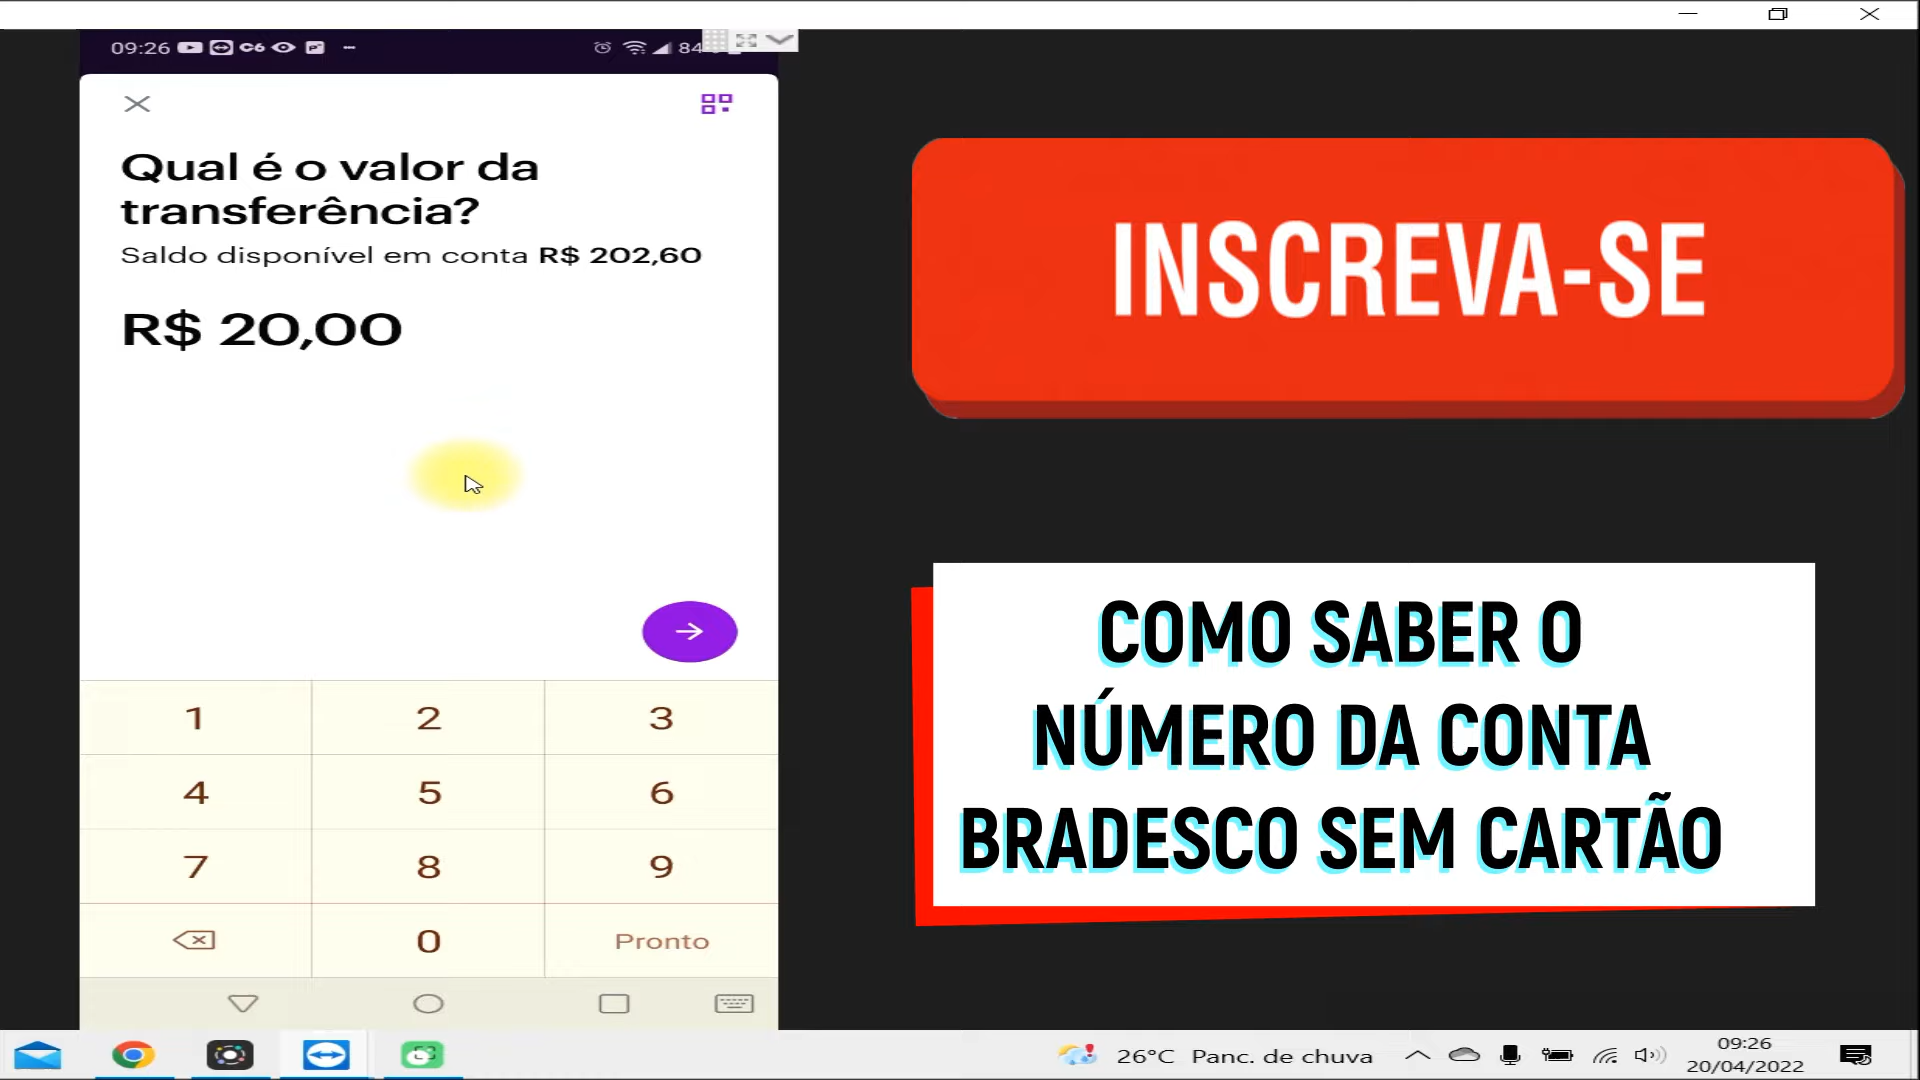 09:26 C6
84
Qual é o valor da
transferência?
Saldo disponível em conta R$ 202,60
R$ 20,00
1 2 3
4 5 6
7 8 9
0 Pronto
INSCREVA-SE
COMO SABER O
NÚMERO DA CONTA
BRADESCO SEM CARTÃO
26°C Panc. de chuva
09:26
20/04/2022